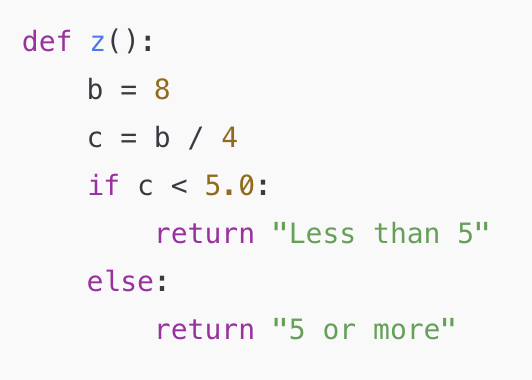 def z():
    b = 8
    c = b / 4
    if c < 5.0:
        return "Less than 5"
    else:
        return "5 or more"